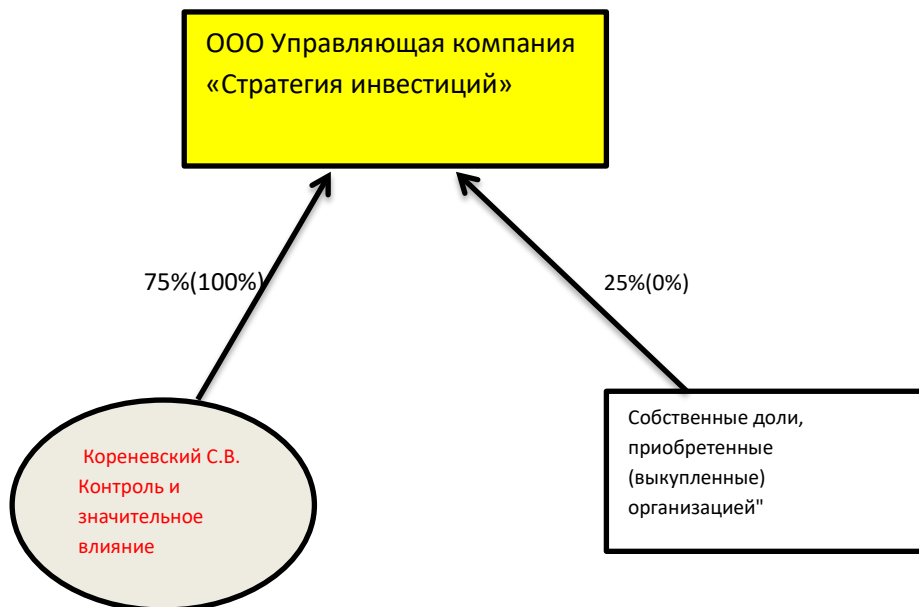 ООО Управляющая компания
«Стратегия инвестиций»
75%(100%)
25%(0%)
Кореневский С.В.
Контроль и
значительное
влияние
Собственные доли,
приобретенные
(выкупленные)
организацией"